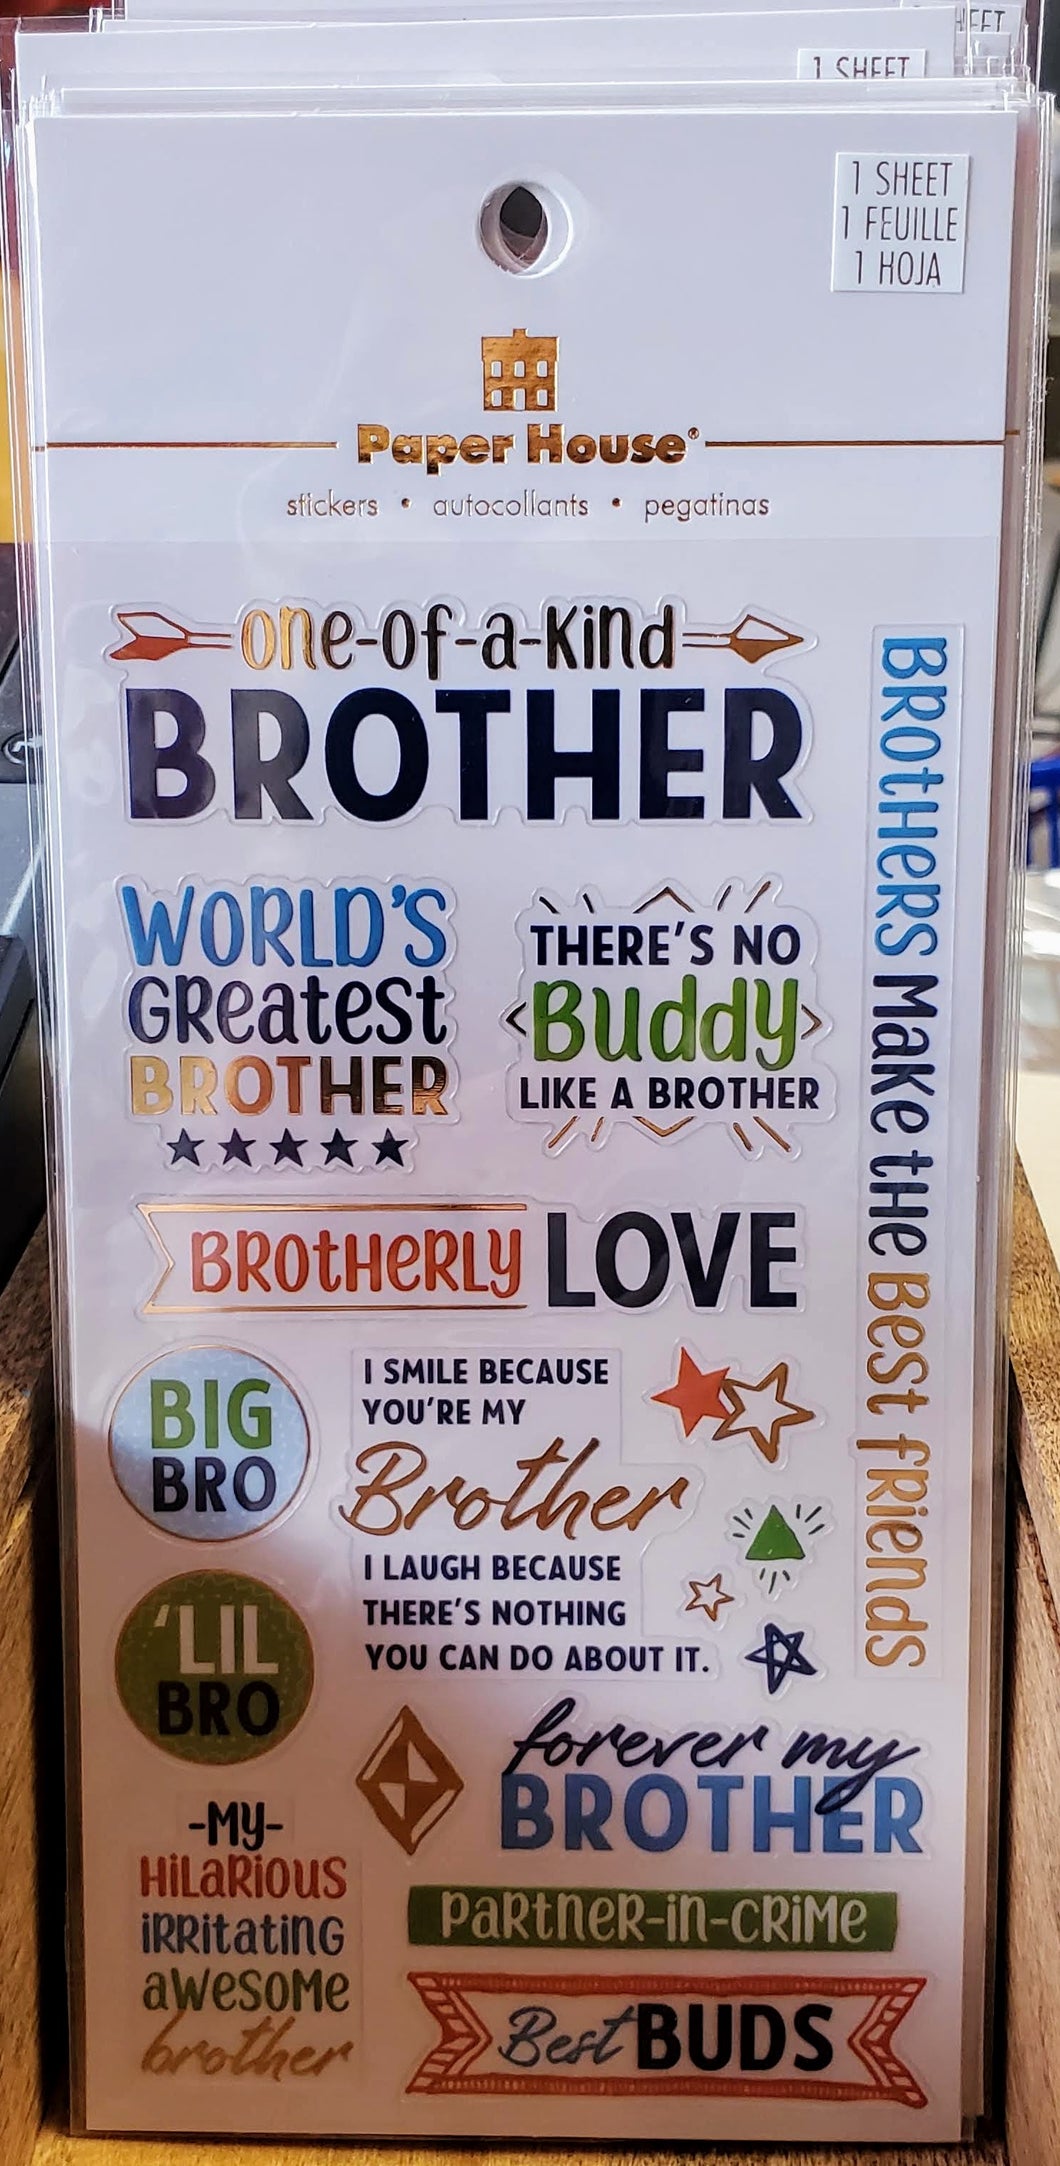 HEET
1 SHEET
1 SHEET
1 FEUILLE
1 HOJA
Paper House®
stickers • autocollants • pegatinas
one-of-a-kind
BROTHER
WORLD'S
GREATEST
BROTHER
THERE'S NO
Buddy
LIKE A BROTHER
BROTHERS Make the Best Friends
BROTHERLY LOVE
BIG
BRO
I SMILE BECAUSE
YOU'RE MY
Brother
I LAUGH BECAUSE
THERE'S NOTHING
YOU CAN DO ABOUT IT.
'LIL
BRO
forever my
BROTHER
-MY-
HILARIOUS
IRRITATING
AWESOME
brother
PARTNER-IN-CRIME
Best BUDS